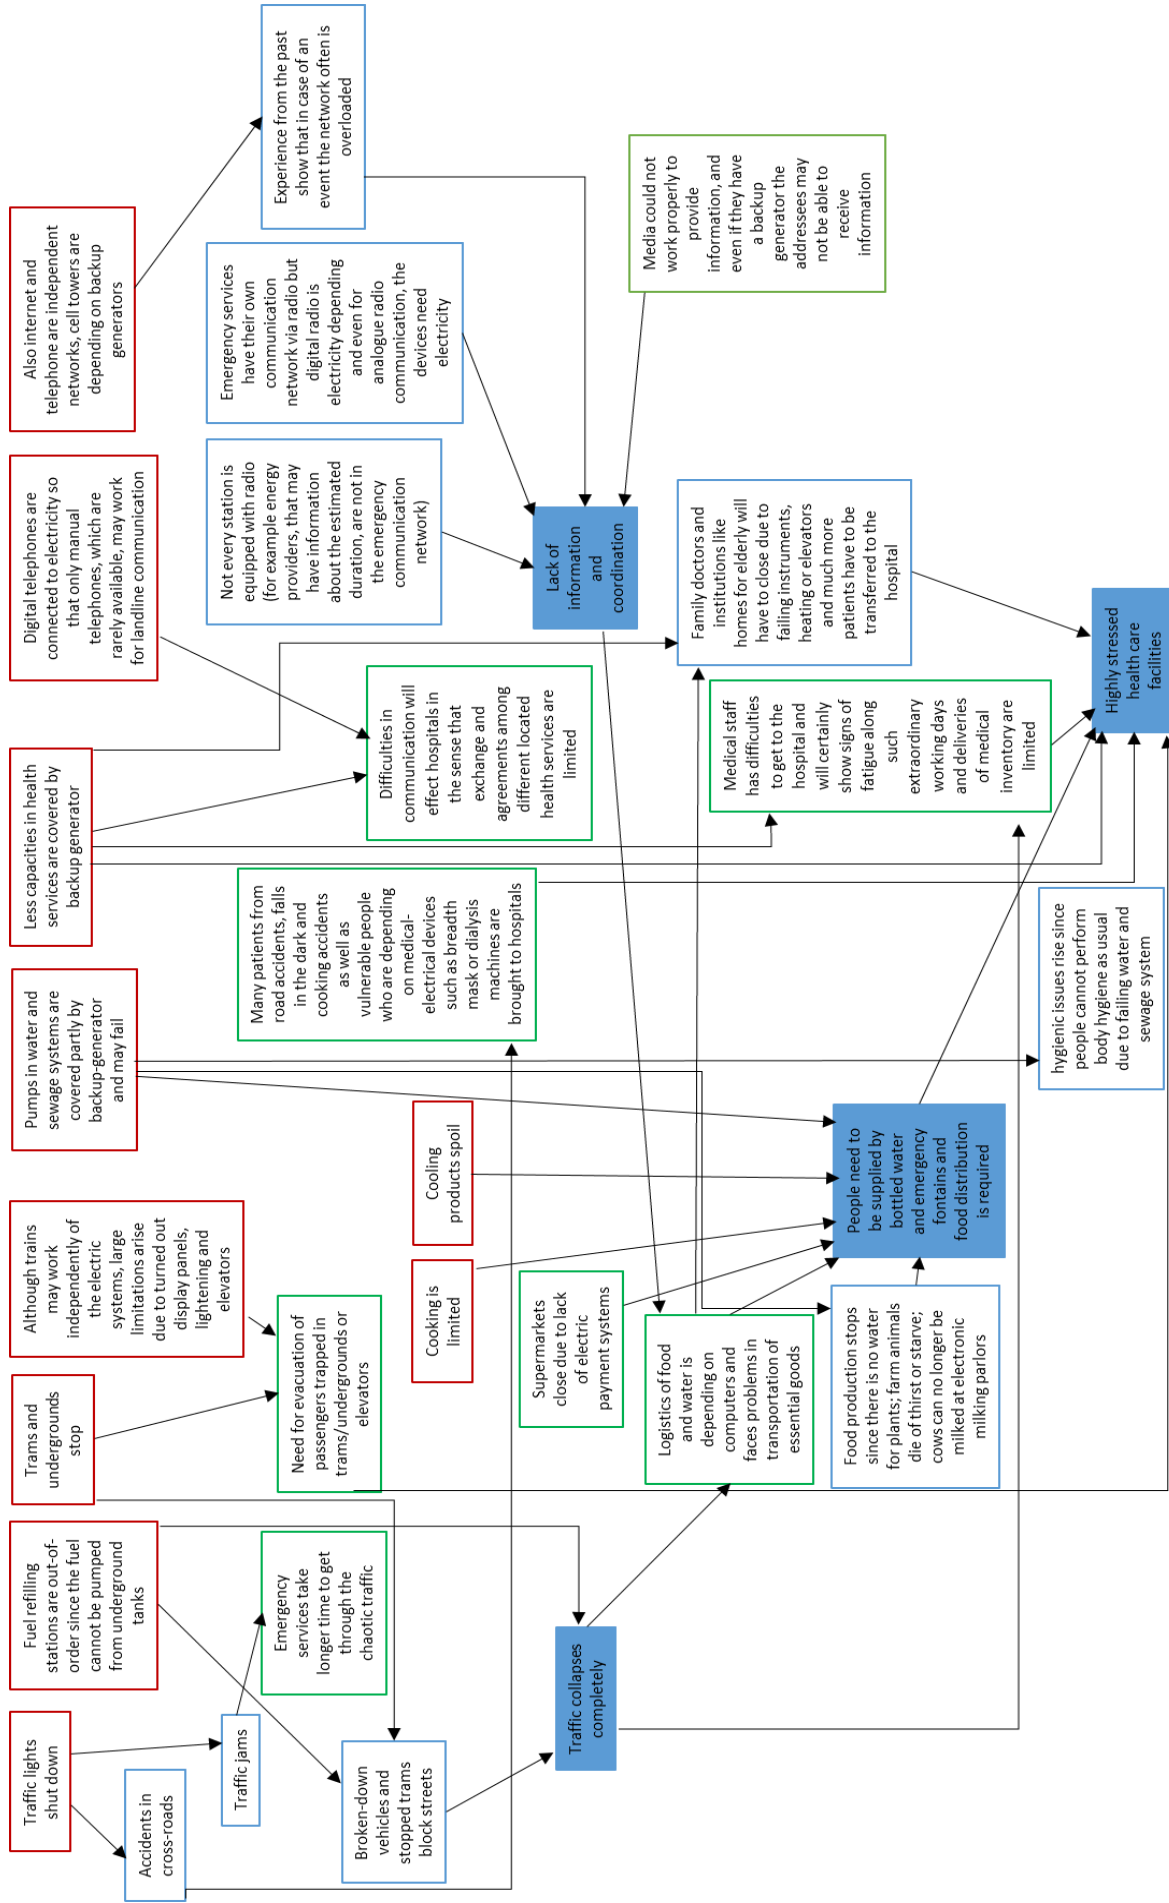 Traffic lights
shut down
Fuel refilling
stations are out-of-
order since the fuel
cannot be pumped
from underground
tanks
Trams and
undergrounds
stop
Although trains
may work
independently of
the electric
systems, large
limitations arise
due to turned out
display panels,
lightening and
elevators
Pumps in water and
sewage systems are
covered partly by
backup-generator
and may fail
Less capacities in health
services are covered by
backup generator
Digital telephones are
connected to electricity so
that only manual
telephones, which are
rarely available, may work
for landline communication
Also internet and
telephone are independent
networks, cell towers are
depending on backup
generators
Accidents in
cross-roads
Traffic jams
Emergency
services take
longer time to get
through the
chaotic traffic
Need for evacuation of
passengers trapped in
trams/undergrounds or
elevators
Many patients from
road accidents, falls
in the dark and
cooking accidents
as well as
vulnerable people
who are depending
on medical-
electrical devices
such as breadth
mask or dialysis
machines are
brought to hospitals
Difficulties in
communication will
effect hospitals in
the sense that
exchange and
agreements among
different located
health services are
limited
Not every station is
equipped with radio
(for example energy
providers, that may
have information
about the estimated
duration, are not in
the emergency
communication
network)
Emergency services
have their own
communication
network via radio but
digital radio is
electricity depending
and even for
analogue radio
communication, the
devices need
electricity
Experience from the past
show that in case of an
event the network often is
overloaded
Broken-down
vehicles and
stopped trams
block streets
Cooking is
limited
Cooling
products spoil
Supermarkets
close due to lack
of electric
payment systems
Lack of
information
and
coordination
Traffic collapses
completely
Logistics of food
and water is
depending on
computers and
faces problems in
transportation of
essential goods
Media could not
work properly to
provide
information, and
even if they have
a backup
generator the
addressees may
not be able to
receive
information
Family doctors and
institutions like
homes for elderly will
have to close due to
failing instruments,
heating or elevators
and much more
patients have to be
transferred to the
hospital
Medical staff
has difficulties
to get to the
hospital and
will certainly
show signs of
fatigue along
such
extraordinary
working days
and deliveries
of medical
inventory are
limited
Food production stops
since there is no water
for plants; farm animals
die of thirst or starve;
cows can no longer be
milked at electronic
milking parlors
People need to
be supplied by
bottled water
and emergency
fontains and
food distribution
is required
hygienic issues rise since
people cannot perform
body hygiene as usual
due to failing water and
sewage system
Highly stressed
health care
facilities